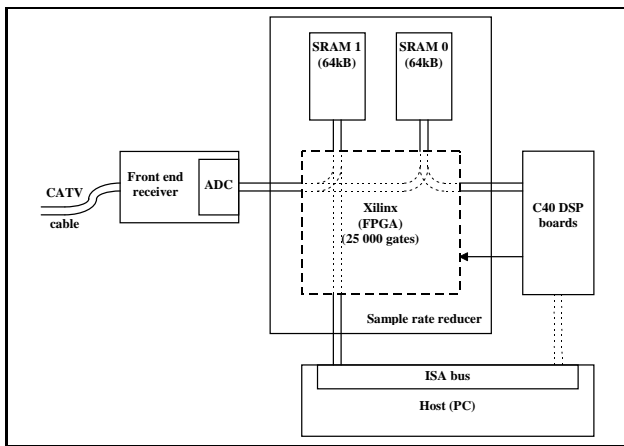 SRAM 1
(64kB)
SRAM 0
(64kB)
Front end
receiver
ADC
CATV
cable
Xilinx
(FPGA)
(25 000 gates)
C40 DSP
boards
Sample rate reducer
ISA bus
Host (PC)